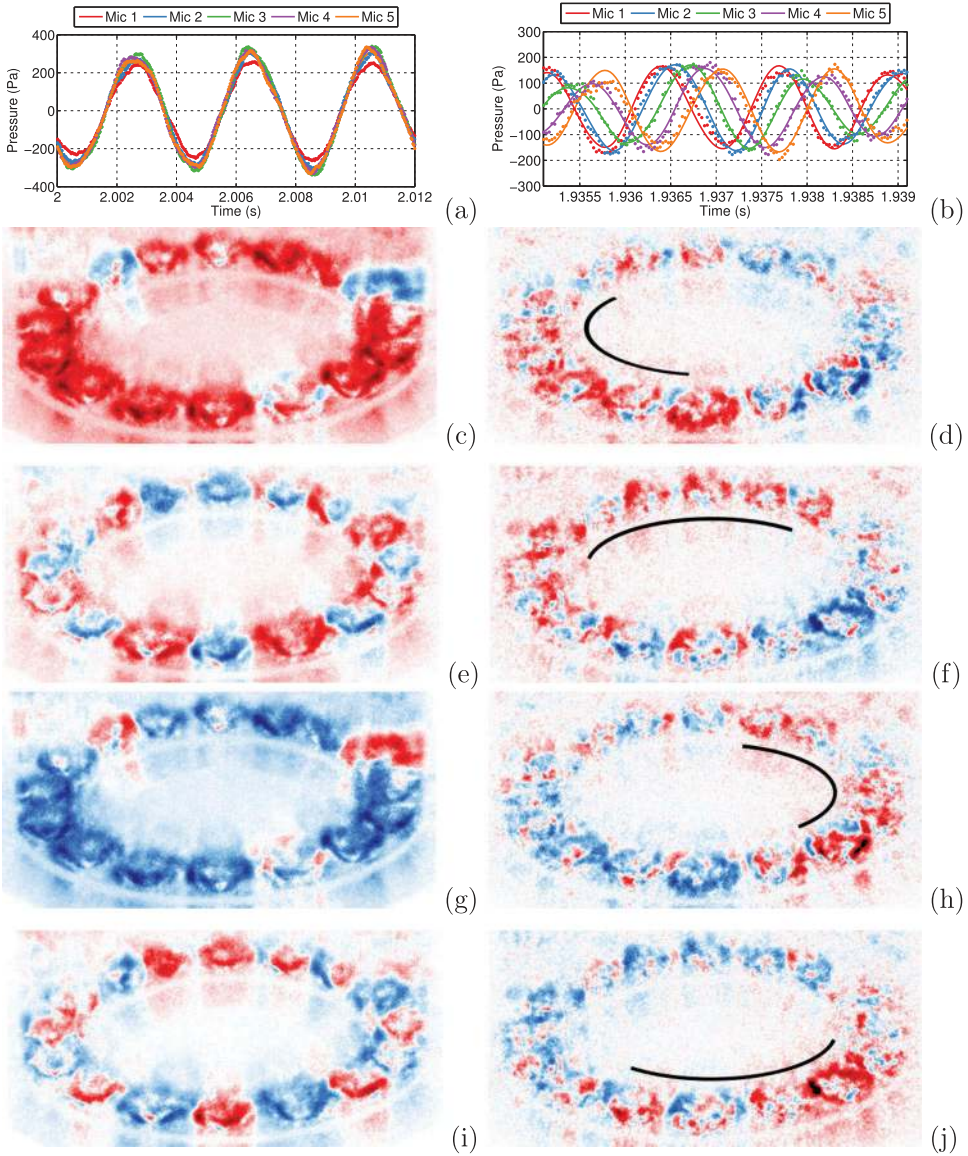 Mic 1 Mic 2 Mic 3 Mic 4 Mic 5
400
200
0
-200
-400
Pressure (Pa)
2 2.002 2.004 2.006 2.008 2.01 2.012
Time (s)
(a)
Mic 1 Mic 2 Mic 3 Mic 4 Mic 5
300
200
100
0
-100
-200
-300
Pressure (Pa)
1.9355 1.936 1.9365 1.937 1.9375 1.938 1.9385 1.939
Time (s)
(b)
(c)
(d)
(e)
(f)
(g)
(h)
(i)
(j)